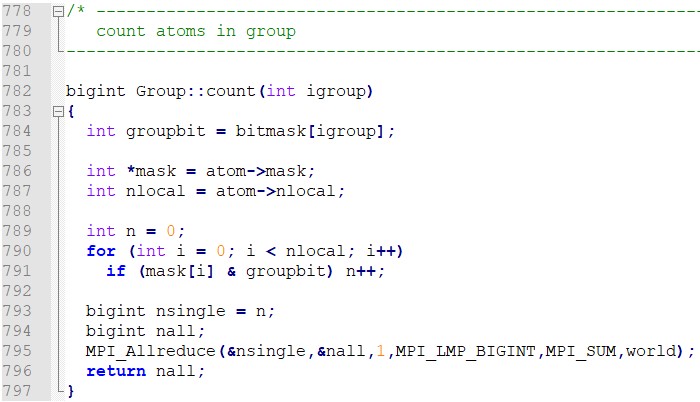 778 /* ----------------------------------------------------------------
779    count atoms in group
780 -------------------------------------------------------------------
781
782 bigint Group::count(int igroup)
783 {
784   int groupbit = bitmask[igroup];
785
786   int *mask = atom->mask;
787   int nlocal = atom->nlocal;
788
789   int n = 0;
790   for (int i = 0; i < nlocal; i++)
791     if (mask[i] & groupbit) n++;
792
793   bigint nsingle = n;
794   bigint nall;
795   MPI_Allreduce(&nsingle,&nall,1,MPI_LMP_BIGINT,MPI_SUM,world);
796   return nall;
797 }